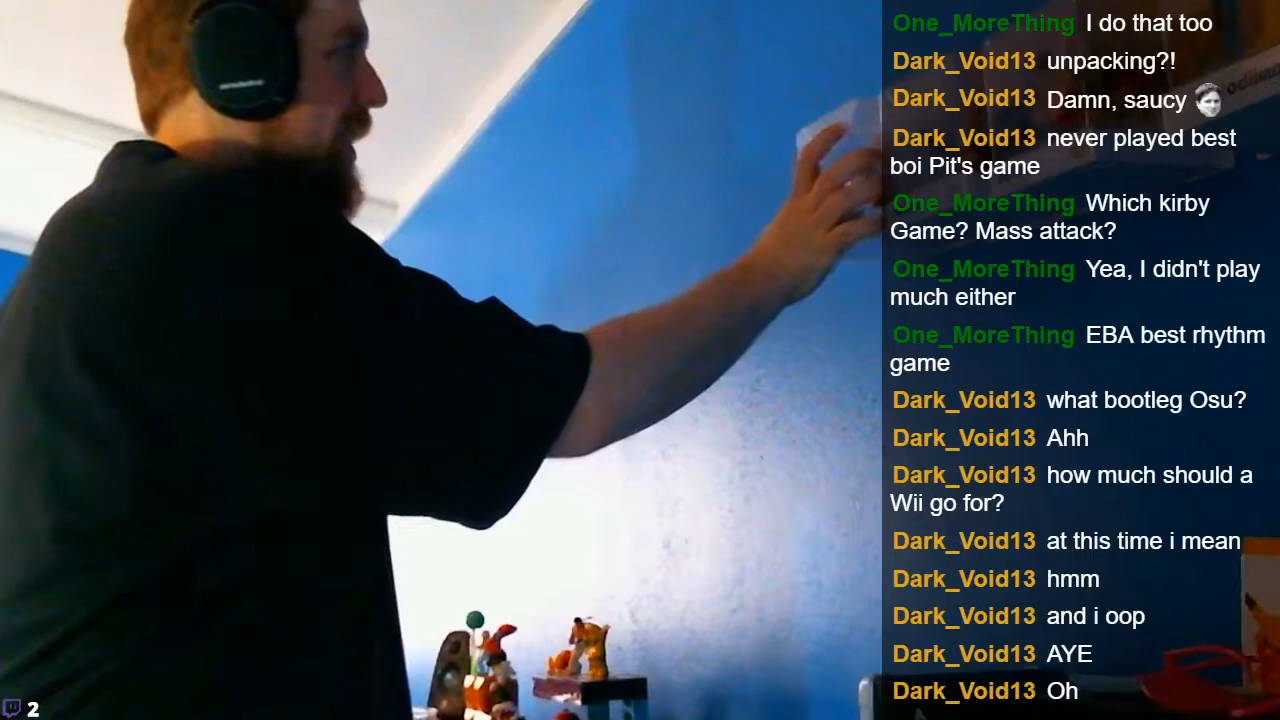 One_MoreThing I do that too
Dark_Void13 unpacking?!
Dark_Void13 Damn, saucy
Dark_Void13 never played best
boi Pit's game
One_MoreThing Which kirby
Game? Mass attack?
One_MoreThing Yea, I didn't play
much either
One_MoreThing EBA best rhythm
game
Dark_Void13 what bootleg Osu?
Dark_Void13 Ahh
Dark_Void13 how much should a
Wii go for?
Dark_Void13 at this time i mean
Dark_Void13 hmm
Dark_Void13 and i oop
Dark_Void13 AYE
Dark_Void13 Oh
2